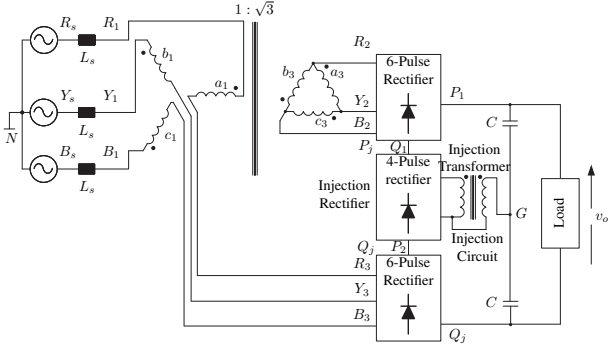 1 : √3
R_s
R_1
L_s
b_1
a_1
Y_s
Y_1
L_s
N
c_1
B_s
B_1
L_s
b_3
a_3
c_3
R_2
Y_2
B_2
6-Pulse
Rectifier
P_1
C
P_j
Q_1
Injection
Transformer
4-Pulse
rectifier
Injection
Rectifier
G
Load
v_o
Q_j
P_2
Injection
Circuit
R_3
Y_3
B_3
6-Pulse
Rectifier
C
Q_j